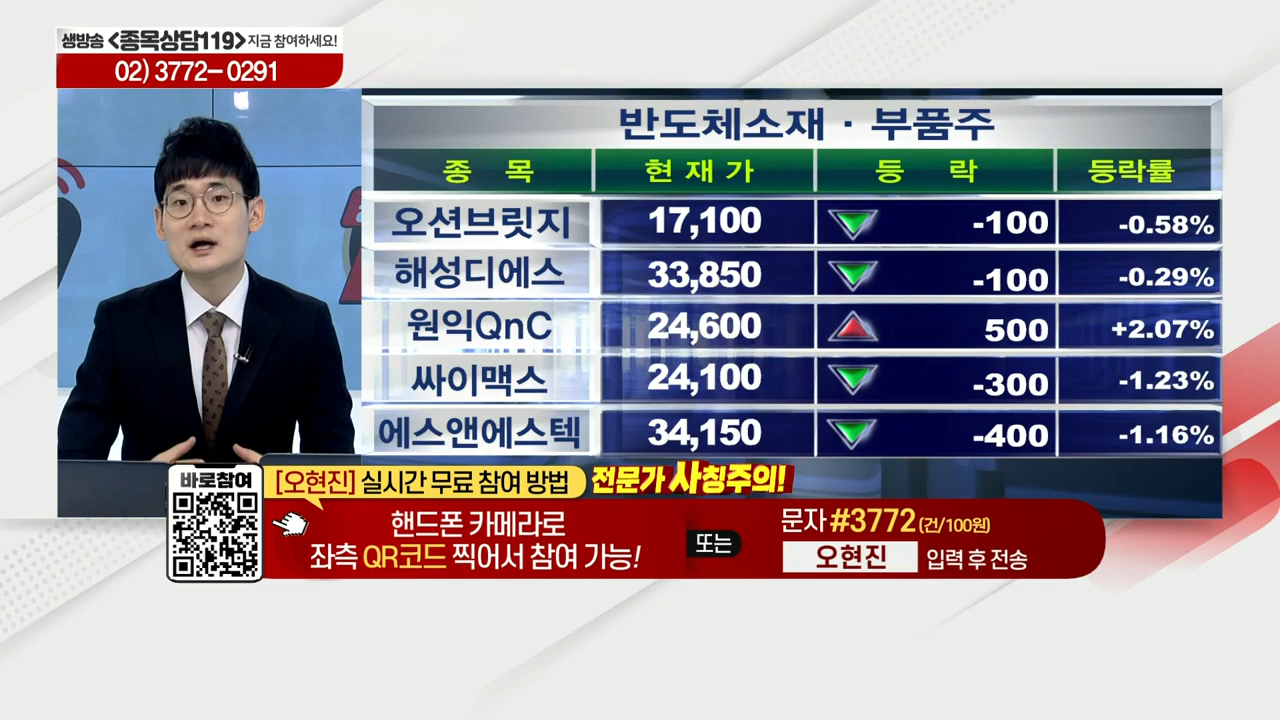 생방송 <종목상담119> 지금 참여하세요!
02) 3772-0291
반도체소재 · 부품주
종 목 현 재 가 등 락 등락률
오션브릿지 17,100 -100 -0.58%
해성디에스 33,850 -100 -0.29%
원익QnC 24,600 500 +2.07%
싸이맥스 24,100 -300 -1.23%
에스앤에스텍 34,150 -400 -1.16%
바로참여 [오현진] 실시간 무료 참여 방법 전문가 사칭주의!
핸드폰 카메라로
좌측 QR코드 찍어서 참여 가능!
또는
문자 #3772 (건/100원)
오현진 입력 후 전송